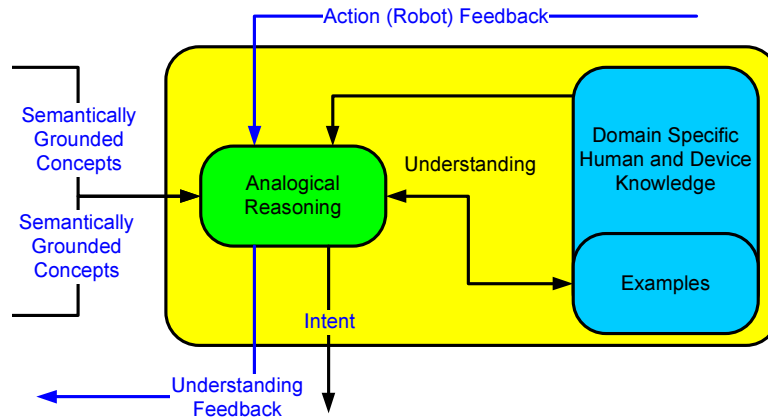 Action (Robot) Feedback
Semantically
Grounded
Concepts
Semantically
Grounded
Concepts
Analogical
Reasoning
Understanding
Domain Specific
Human and Device
Knowledge
Examples
Intent
Understanding
Feedback